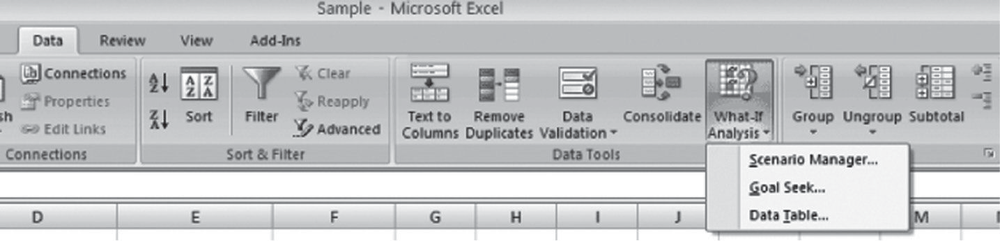 Sample - Microsoft Excel
Data Review View Add-Ins
Connections
Properties
Edit Links
Connections
A
Z
Z
A
A Z
Z A
Sort
Filter
Clear
Reapply
Advanced
Sort & Filter
Text to
Columns
Remove
Duplicates
Data
Validation
Consolidate
What-If
Analysis
Data Tools
Group
Ungroup
Subtotal
Scenario Manager...
Goal Seek...
Data Table...
D E F G H I J M